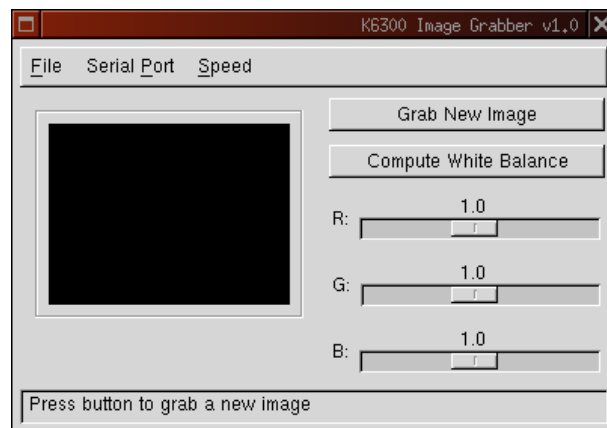 K6300 Image Grabber v1.0
File Serial Port Speed
Grab New Image
Compute White Balance
1.0
R:
1.0
G:
1.0
B:
Press button to grab a new image